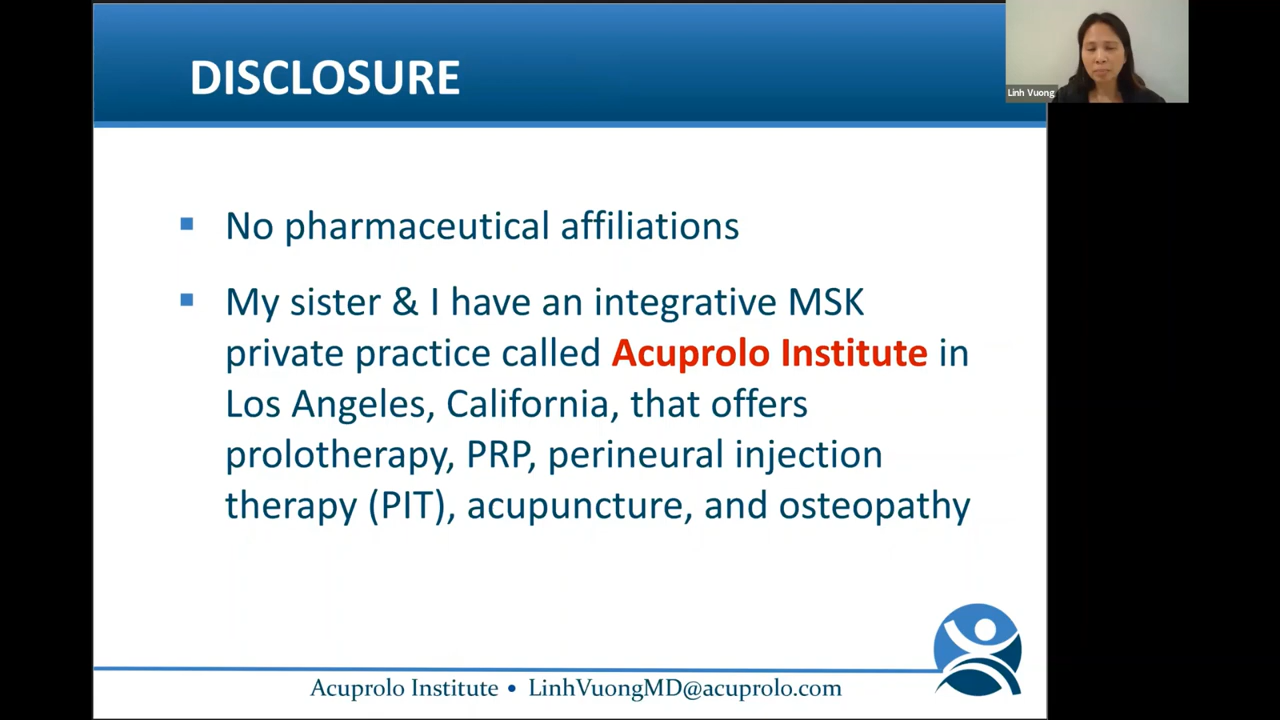 DISCLOSURE
Linh Vuong
▪ No pharmaceutical affiliations
▪ My sister & I have an integrative MSK
private practice called Acuprolo Institute in
Los Angeles, California, that offers
prolotherapy, PRP, perineural injection
therapy (PIT), acupuncture, and osteopathy
Acuprolo Institute • LinhVuongMD@acuprolo.com